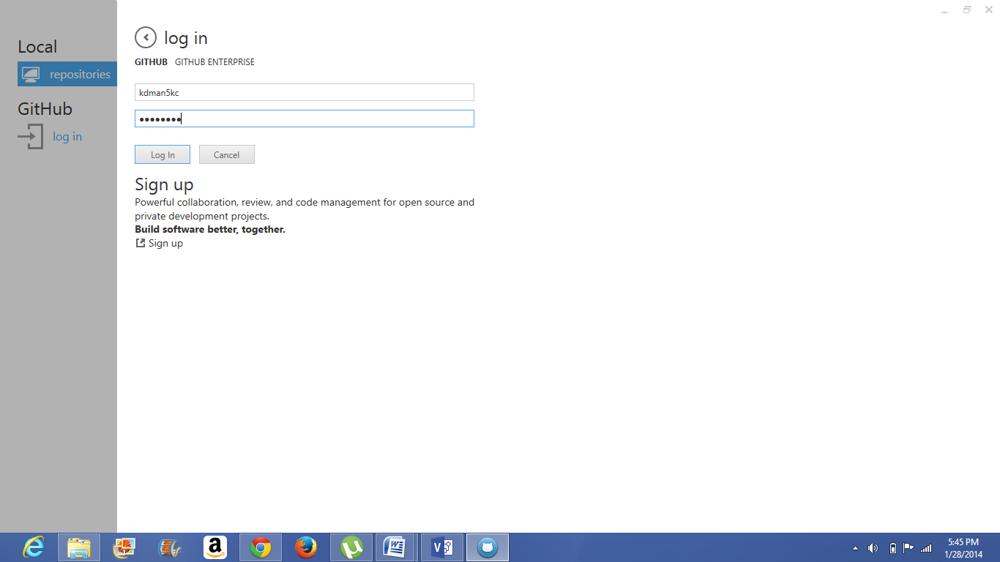 Local
repositories
GitHub
log in
log in
GITHUB GITHUB ENTERPRISE
kdman5kc
••••••••
Log In Cancel
Sign up
Powerful collaboration, review, and code management for open source and
private development projects.
Build software better, together.
Sign up
5:45 PM
1/28/2014